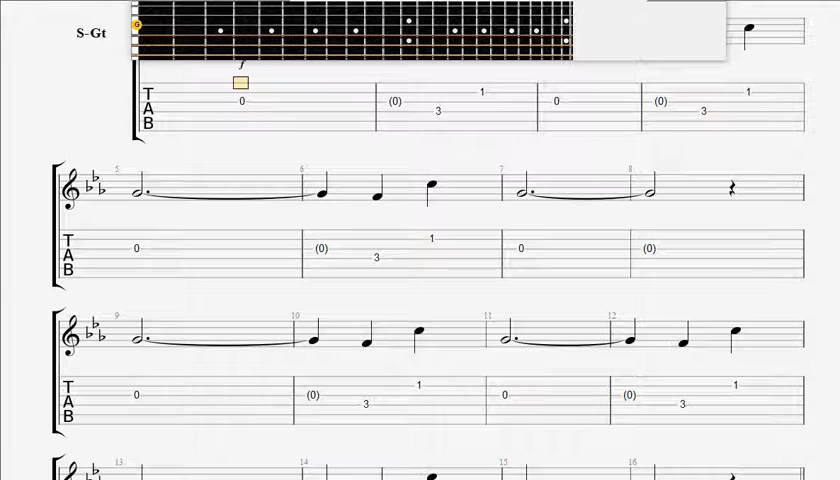 G
S-Gt
f
T
A
B
0 (0) 3 1 0 (0) 3 1
5 6 7 8
T
A
B
0 (0) 3 1 0 (0)
9 10 11 12
T
A
B
0 (0) 3 1 0 (0) 3 1
13 14 15 16